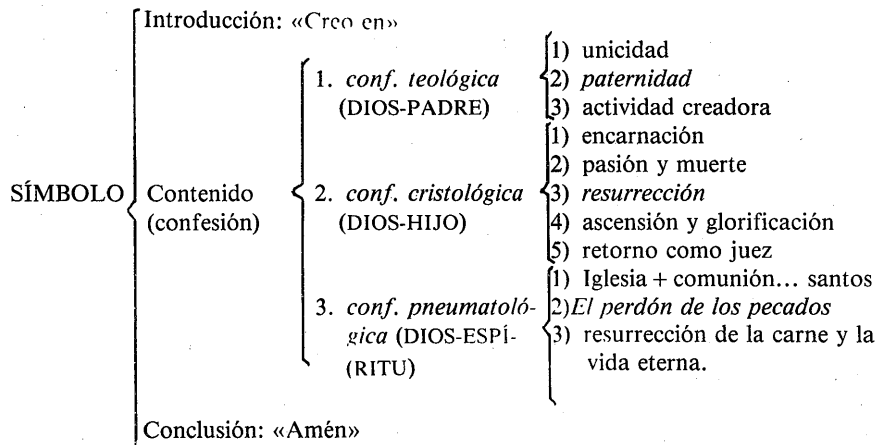 Introducción: «Creo en»
SÍMBOLO
Contenido
(confesión)
1. conf. teológica
(DIOS-PADRE)
1) unicidad
2) paternidad
3) actividad creadora
2. conf. cristológica
(DIOS-HIJO)
1) encarnación
2) pasión y muerte
3) resurrección
4) ascensión y glorificación
5) retorno como juez
3. conf. pneumatoló-
gica (DIOS-ESPÍ-
(RITU)
1) Iglesia + comunión... santos
2)El perdón de los pecados
3) resurrección de la carne y la
vida eterna.
Conclusión: «Amén»